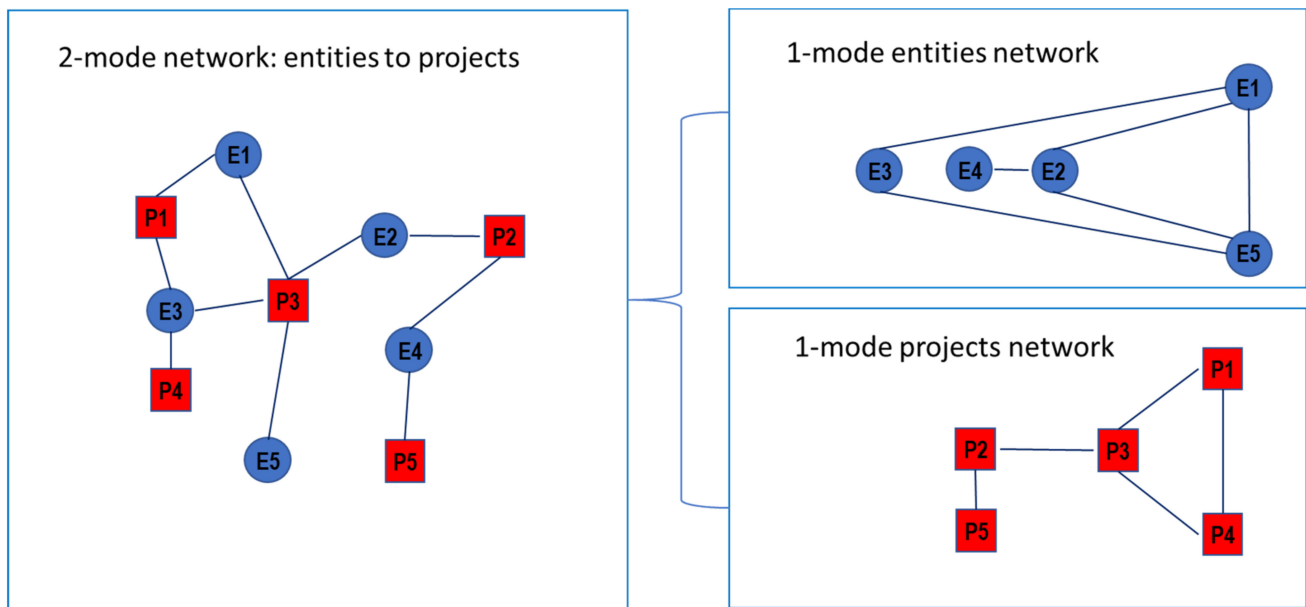 2-mode network: entities to projects
E1
P1
E2
P2
E3
P3
E4
P4
E5
P5
1-mode entities network
E1
E3
E4
E2
E5
1-mode projects network
P1
P2
P3
P5
P4